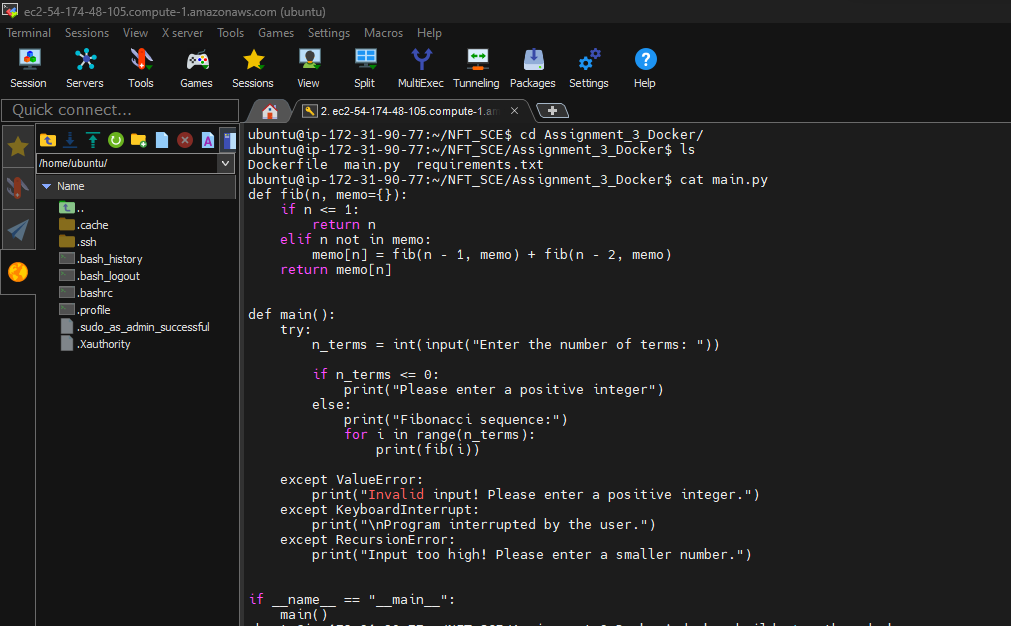 ec2-54-174-48-105.compute-1.amazonaws.com (ubuntu)
Terminal Sessions View X server Tools Games Settings Macros Help
Session Servers Tools Games Sessions View Split MultiExec Tunneling Packages Settings Help
Quick connect...
2. ec2-54-174-48-105.compute-1.am
/home/ubuntu/
Name
..
.cache
.ssh
.bash_history
.bash_logout
.bashrc
.profile
.sudo_as_admin_successful
.Xauthority
ubuntu@ip-172-31-90-77:~/NFT_SCE$ cd Assignment_3_Docker/
ubuntu@ip-172-31-90-77:~/NFT_SCE/Assignment_3_Docker$ ls
Dockerfile  main.py  requirements.txt
ubuntu@ip-172-31-90-77:~/NFT_SCE/Assignment_3_Docker$ cat main.py
def fib(n, memo={}):
    if n <= 1:
        return n
    elif n not in memo:
        memo[n] = fib(n - 1, memo) + fib(n - 2, memo)
    return memo[n]
def main():
    try:
        n_terms = int(input("Enter the number of terms: "))
        if n_terms <= 0:
            print("Please enter a positive integer")
        else:
            print("Fibonacci sequence:")
            for i in range(n_terms):
                print(fib(i))
    except ValueError:
        print("Invalid input! Please enter a positive integer.")
    except KeyboardInterrupt:
        print("\nProgram interrupted by the user.")
    except RecursionError:
        print("Input too high! Please enter a smaller number.")
if __name__ == "__main__":
    main()